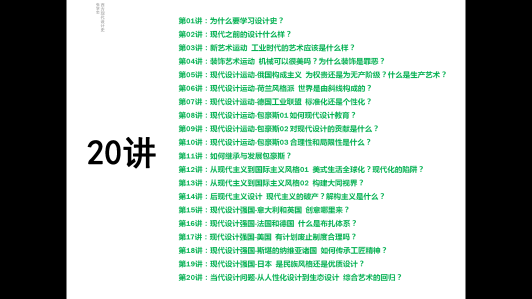 20讲
第01讲：为什么要学习设计史？
第02讲：现代之前的设计什么样？
第03讲：新艺术运动 工业时代的艺术应该是什么样？
第04讲：装饰艺术运动 机械可以很美吗？为什么装饰是罪恶？
第05讲：现代设计运动-俄国构成主义 为权贵还是为无产阶级？什么是生产艺术？
第06讲：现代设计运动-荷兰风格派 世界是由斜线构成的？
第07讲：现代设计运动-德国工业联盟 标准化还是个性化？
第08讲：现代设计运动-包豪斯01 如何现代设计教育？
第09讲：现代设计运动-包豪斯02 对现代设计的贡献是什么？
第10讲：现代设计运动-包豪斯03 合理性和局限性是什么？
第11讲：如何继承与发展包豪斯？
第12讲：从现代主义到国际主义风格01 美式生活全球化？现代化的陷阱？
第13讲：从现代主义到国际主义风格02 构建大同视界？
第14讲：后现代主义设计 现代主义的破产？解构主义是什么？
第15讲：现代设计强国-意大利和英国 创意哪里来？
第16讲：现代设计强国-法国和德国 什么是布扎体系？
第17讲：现代设计强国-美国 有计划废止制度合理吗？
第18讲：现代设计强国-斯堪的纳维亚诸国 如何传承工匠精神？
第19讲：现代设计强国-日本 是民族风格还是优质设计？
第20讲：当代设计问题-从人性化设计到生态设计 综合艺术的回归？